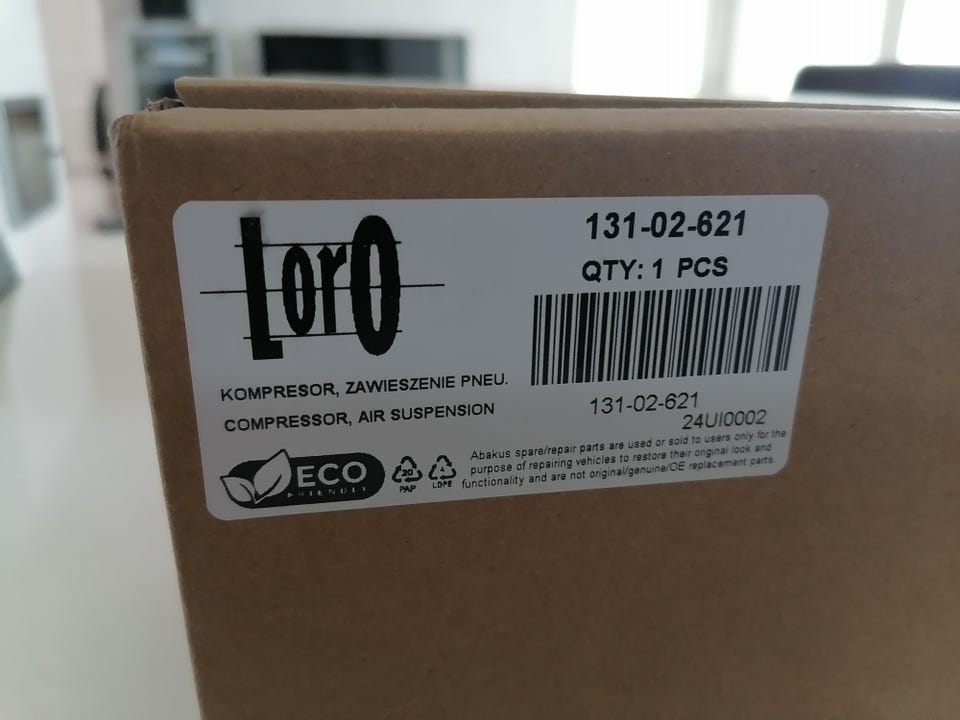 LorO
131-02-621
QTY: 1 PCS
KOMPRESOR, ZAWIESZENIE PNEU.
COMPRESSOR, AIR SUSPENSION
131-02-621
24UI0002
ECO
FRIENDLY
20
PAP
4
LDPE
Abakus spare/repair parts are used or sold to users only for the
purpose of repairing vehicles to restore their original look and
functionality and are not original/genuine/OE replacement parts.